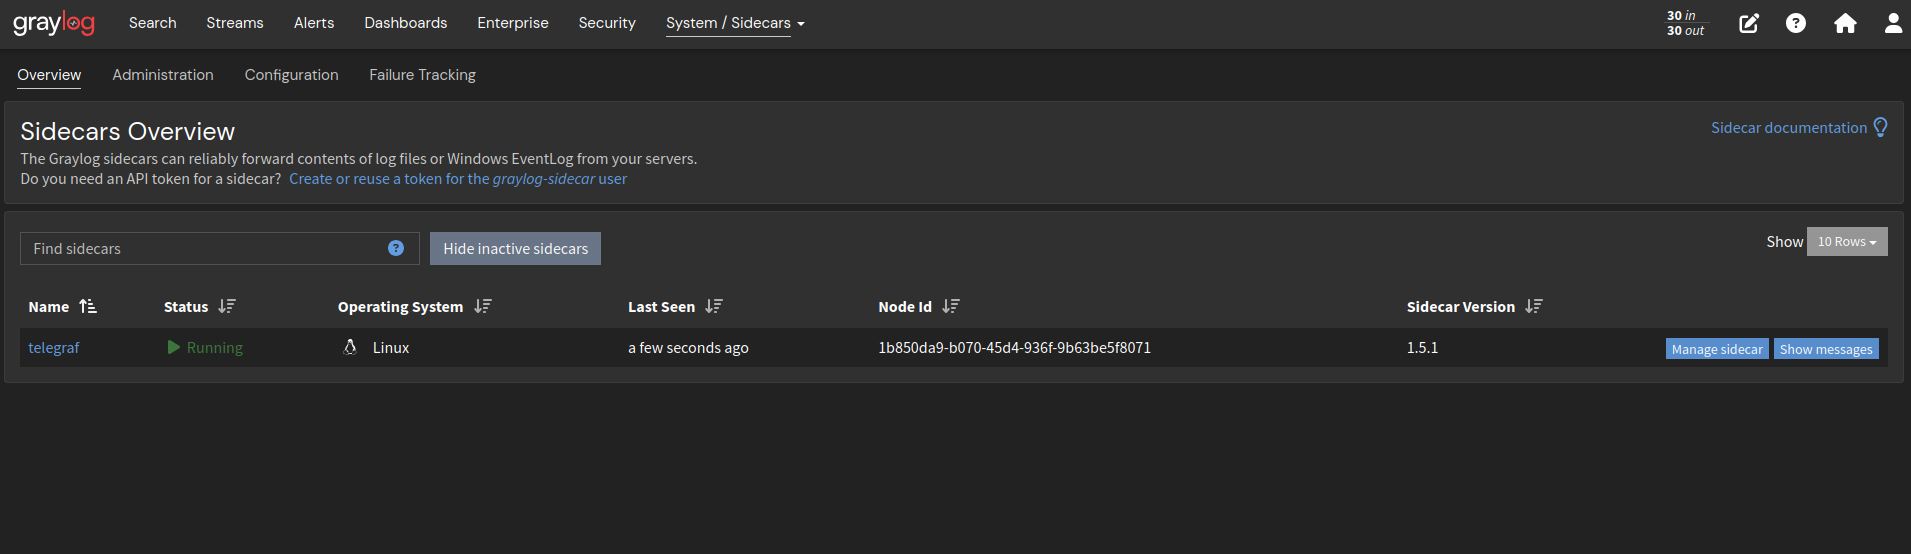 graylog Search Streams Alerts Dashboards Enterprise Security System / Sidecars 30 in
30 out
Overview Administration Configuration Failure Tracking
Sidecars Overview Sidecar documentation
The Graylog sidecars can reliably forward contents of log files or Windows EventLog from your servers.
Do you need an API token for a sidecar? Create or reuse a token for the graylog-sidecar user
Find sidecars ? Hide inactive sidecars Show 10 Rows
Name Status Operating System Last Seen Node Id Sidecar Version
telegraf Running Linux a few seconds ago 1b850da9-b070-45d4-936f-9b63be5f8071 1.5.1 Manage sidecar Show messages